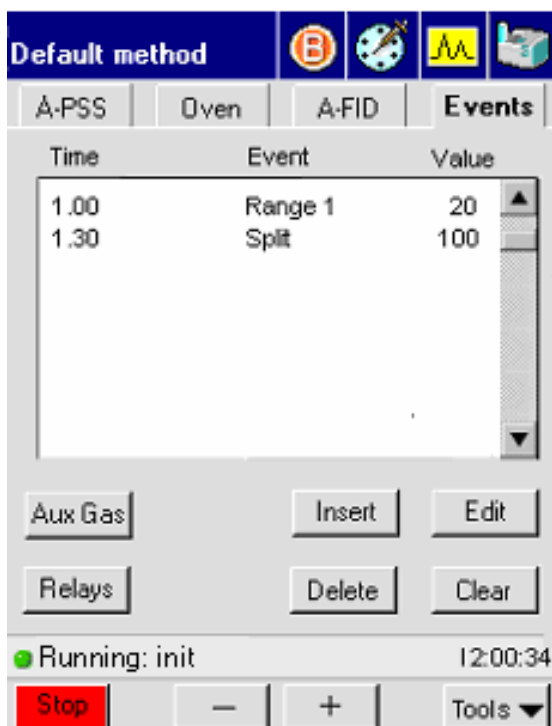 Default method B
A-PSS Oven A-FID Events
Time Event Value
1.00 Range 1 20
1.30 Split 100
Aux Gas Insert Edit
Relays Delete Clear
Running: init 12:00:34
Stop − + Tools